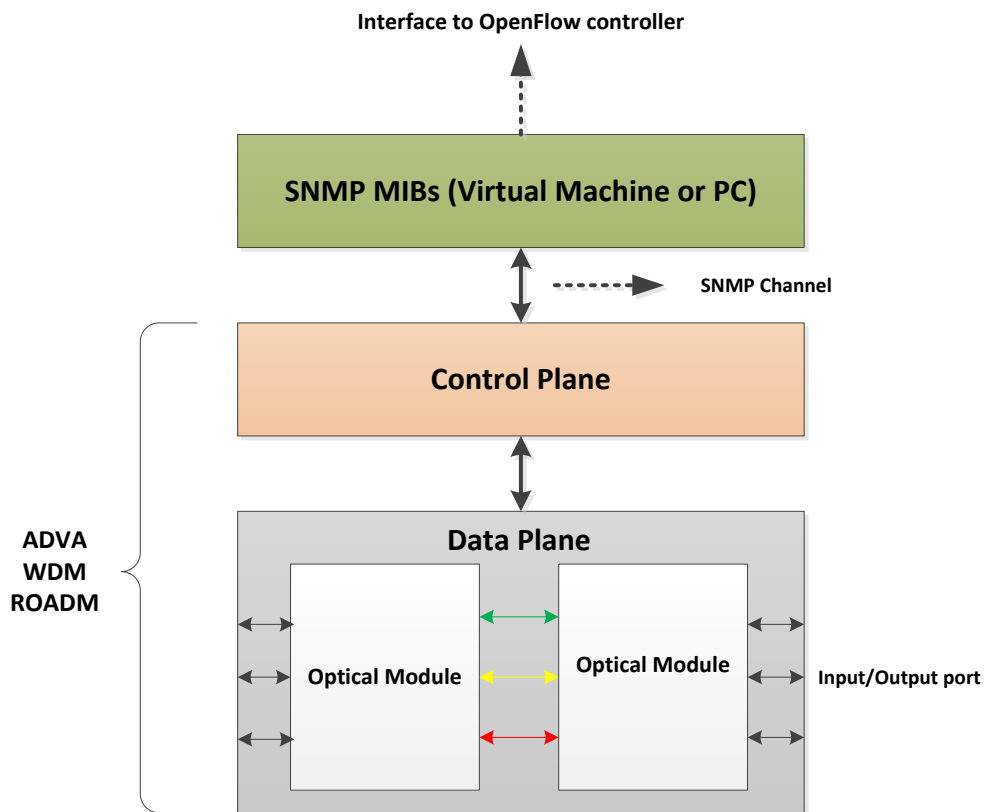 Interface to OpenFlow controller
SNMP MIBs (Virtual Machine or PC)
SNMP Channel
Control Plane
Data Plane
ADVA
WDM
ROADM
Optical Module
Optical Module
Input/Output port